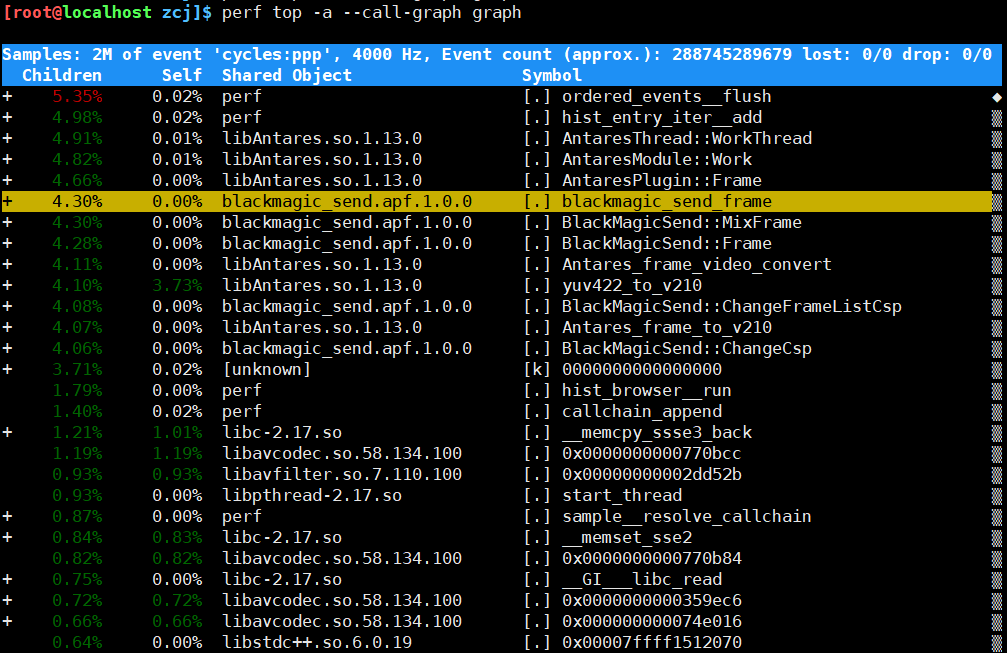 [root@localhost zcj]$ perf top -a --call-graph graph
Samples: 2M of event 'cycles:ppp', 4000 Hz, Event count (approx.): 288745289679 lost: 0/0 drop: 0/0
Children Self Shared Object Symbol
+ 5.35% 0.02% perf [.] ordered_events__flush
+ 4.98% 0.02% perf [.] hist_entry_iter__add
+ 4.91% 0.01% libAntares.so.1.13.0 [.] AntaresThread::WorkThread
+ 4.82% 0.01% libAntares.so.1.13.0 [.] AntaresModule::Work
+ 4.66% 0.00% libAntares.so.1.13.0 [.] AntaresPlugin::Frame
+ 4.30% 0.00% blackmagic_send.apf.1.0.0 [.] blackmagic_send_frame
+ 4.30% 0.00% blackmagic_send.apf.1.0.0 [.] BlackMagicSend::MixFrame
+ 4.28% 0.00% blackmagic_send.apf.1.0.0 [.] BlackMagicSend::Frame
+ 4.11% 0.00% libAntares.so.1.13.0 [.] Antares_frame_video_convert
+ 4.10% 3.73% libAntares.so.1.13.0 [.] yuv422_to_v210
+ 4.08% 0.00% blackmagic_send.apf.1.0.0 [.] BlackMagicSend::ChangeFrameListCsp
+ 4.07% 0.00% libAntares.so.1.13.0 [.] Antares_frame_to_v210
+ 4.06% 0.00% blackmagic_send.apf.1.0.0 [.] BlackMagicSend::ChangeCsp
+ 3.71% 0.02% [unknown] [k] 0000000000000000
1.79% 0.00% perf [.] hist_browser__run
1.40% 0.02% perf [.] callchain_append
+ 1.21% 1.01% libc-2.17.so [.] __memcpy_ssse3_back
1.19% 1.19% libavcodec.so.58.134.100 [.] 0x0000000000770bcc
0.93% 0.93% libavfilter.so.7.110.100 [.] 0x00000000002dd52b
0.93% 0.00% libpthread-2.17.so [.] start_thread
+ 0.87% 0.00% perf [.] sample__resolve_callchain
+ 0.84% 0.83% libc-2.17.so [.] __memset_sse2
0.82% 0.82% libavcodec.so.58.134.100 [.] 0x0000000000770b84
+ 0.75% 0.00% libc-2.17.so [.] __GI___libc_read
+ 0.72% 0.72% libavcodec.so.58.134.100 [.] 0x0000000000359ec6
+ 0.66% 0.66% libavcodec.so.58.134.100 [.] 0x000000000074e016
0.64% 0.00% libstdc++.so.6.0.19 [.] 0x00007ffff1512070